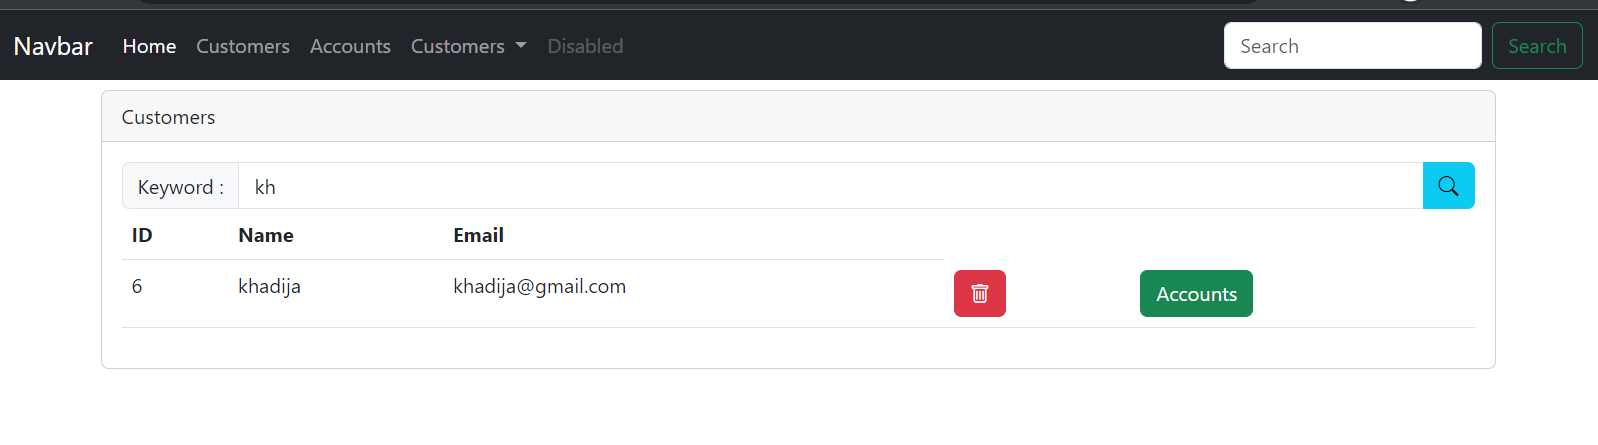 Navbar Home Customers Accounts Customers Disabled Search Search
Customers
Keyword : kh
ID Name Email
6 khadija khadija@gmail.com Accounts